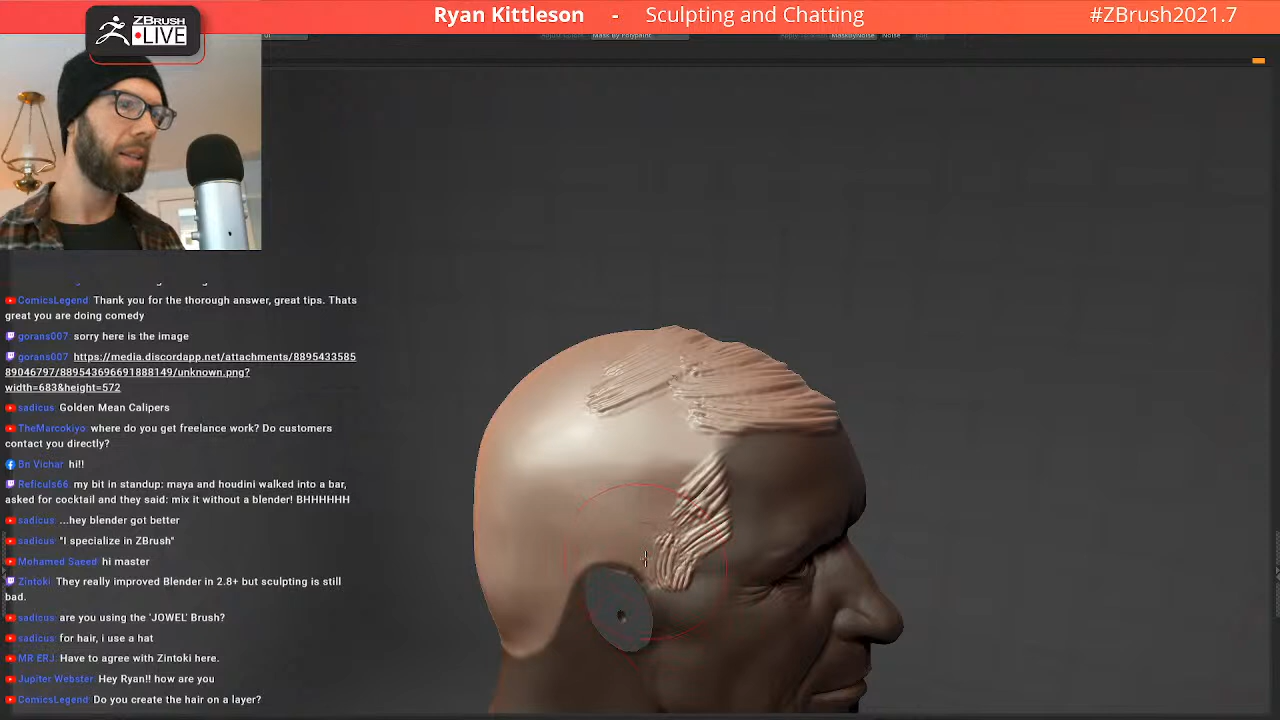 Ryan Kittleson - Sculpting and Chatting #ZBrush2021.7
ZBRUSH
LIVE
Mask By Polypaint
MaskByNoise Noise
ComicsLegend Thank you for the thorough answer, great tips. Thats
great you are doing comedy
gorans007 sorry here is the image
gorans007 https://media.discordapp.net/attachments/8895433585
89046797/889543696691888149/unknown.png?
width=683&height=572
sadicus Golden Mean Calipers
TheMarcokiyo where do you get freelance work? Do customers
contact you directly?
Bn Vichar hi!!
Reficuls66 my bit in standup: maya and houdini walked into a bar,
asked for cocktail and they said: mix it without a blender! BHHHHHH
sadicus ...hey blender got better
sadicus "I specialize in ZBrush"
Mohamed Saeed hi master
Zintoki They really improved Blender in 2.8+ but sculpting is still
bad.
sadicus are you using the 'JOWEL' Brush?
sadicus for hair, i use a hat
MR ERJ Have to agree with Zintoki here.
Jupiter Webster Hey Ryan!! how are you
ComicsLegend Do you create the hair on a layer?